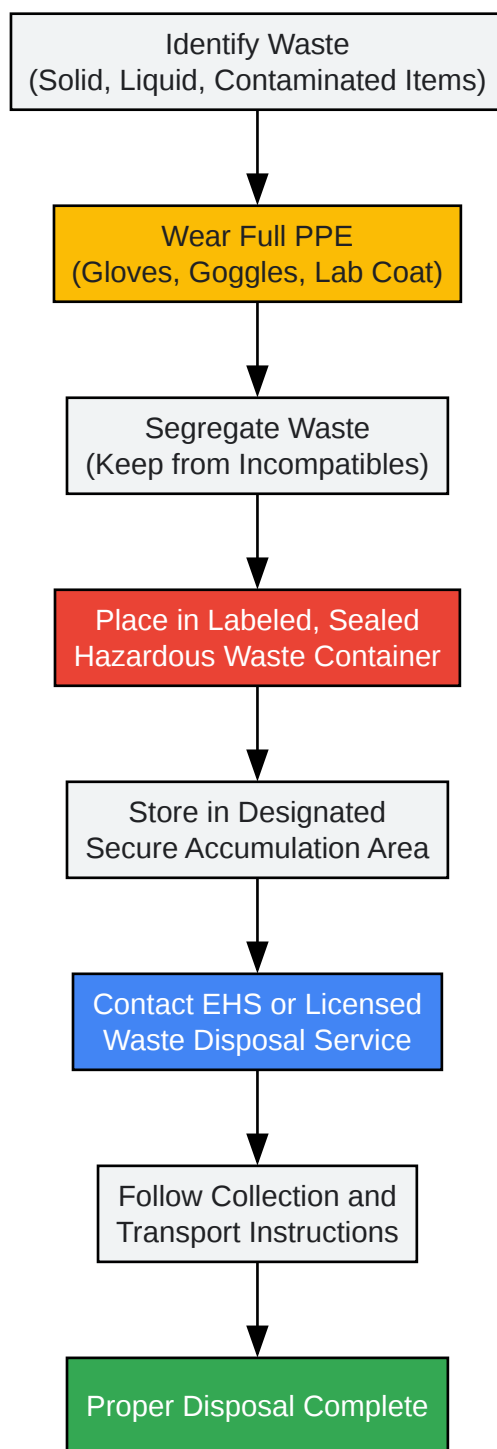 Identify Waste
(Solid, Liquid, Contaminated Items)
Wear Full PPE
(Gloves, Goggles, Lab Coat)
Segregate Waste
(Keep from Incompatibles)
Place in Labeled, Sealed
Hazardous Waste Container
Store in Designated
Secure Accumulation Area
Contact EHS or Licensed
Waste Disposal Service
Follow Collection and
Transport Instructions
Proper Disposal Complete